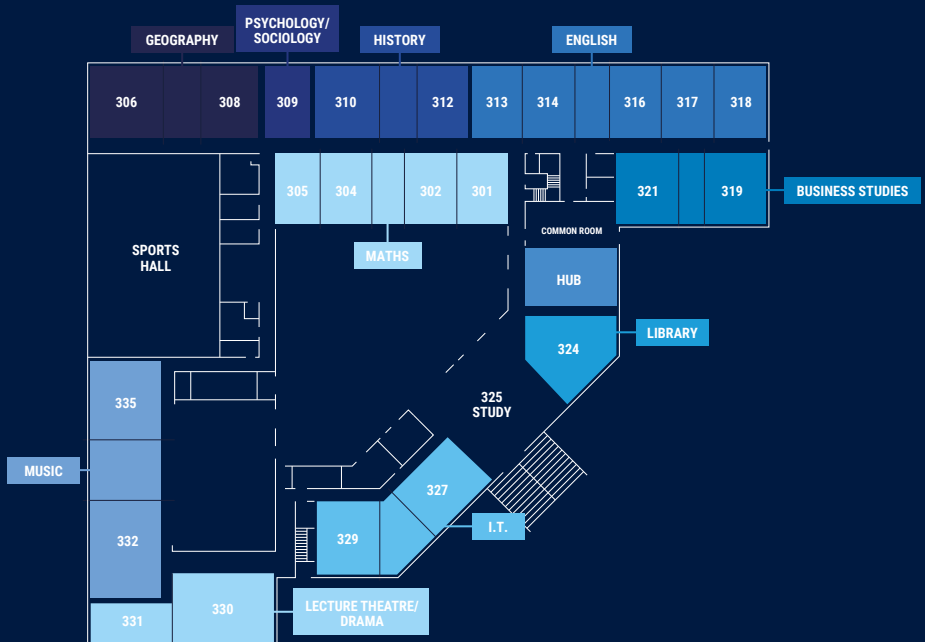 PSYCHOLOGY/
SOCIOLOGY
GEOGRAPHY
HISTORY
ENGLISH
306
308
309
310
312
313
314
316
317
318
305
304
302
301
321
319
BUSINESS STUDIES
MATHS
COMMON ROOM
SPORTS
HALL
HUB
324
LIBRARY
325
STUDY
335
MUSIC
332
327
329
I.T.
331
330
LECTURE THEATRE/
DRAMA